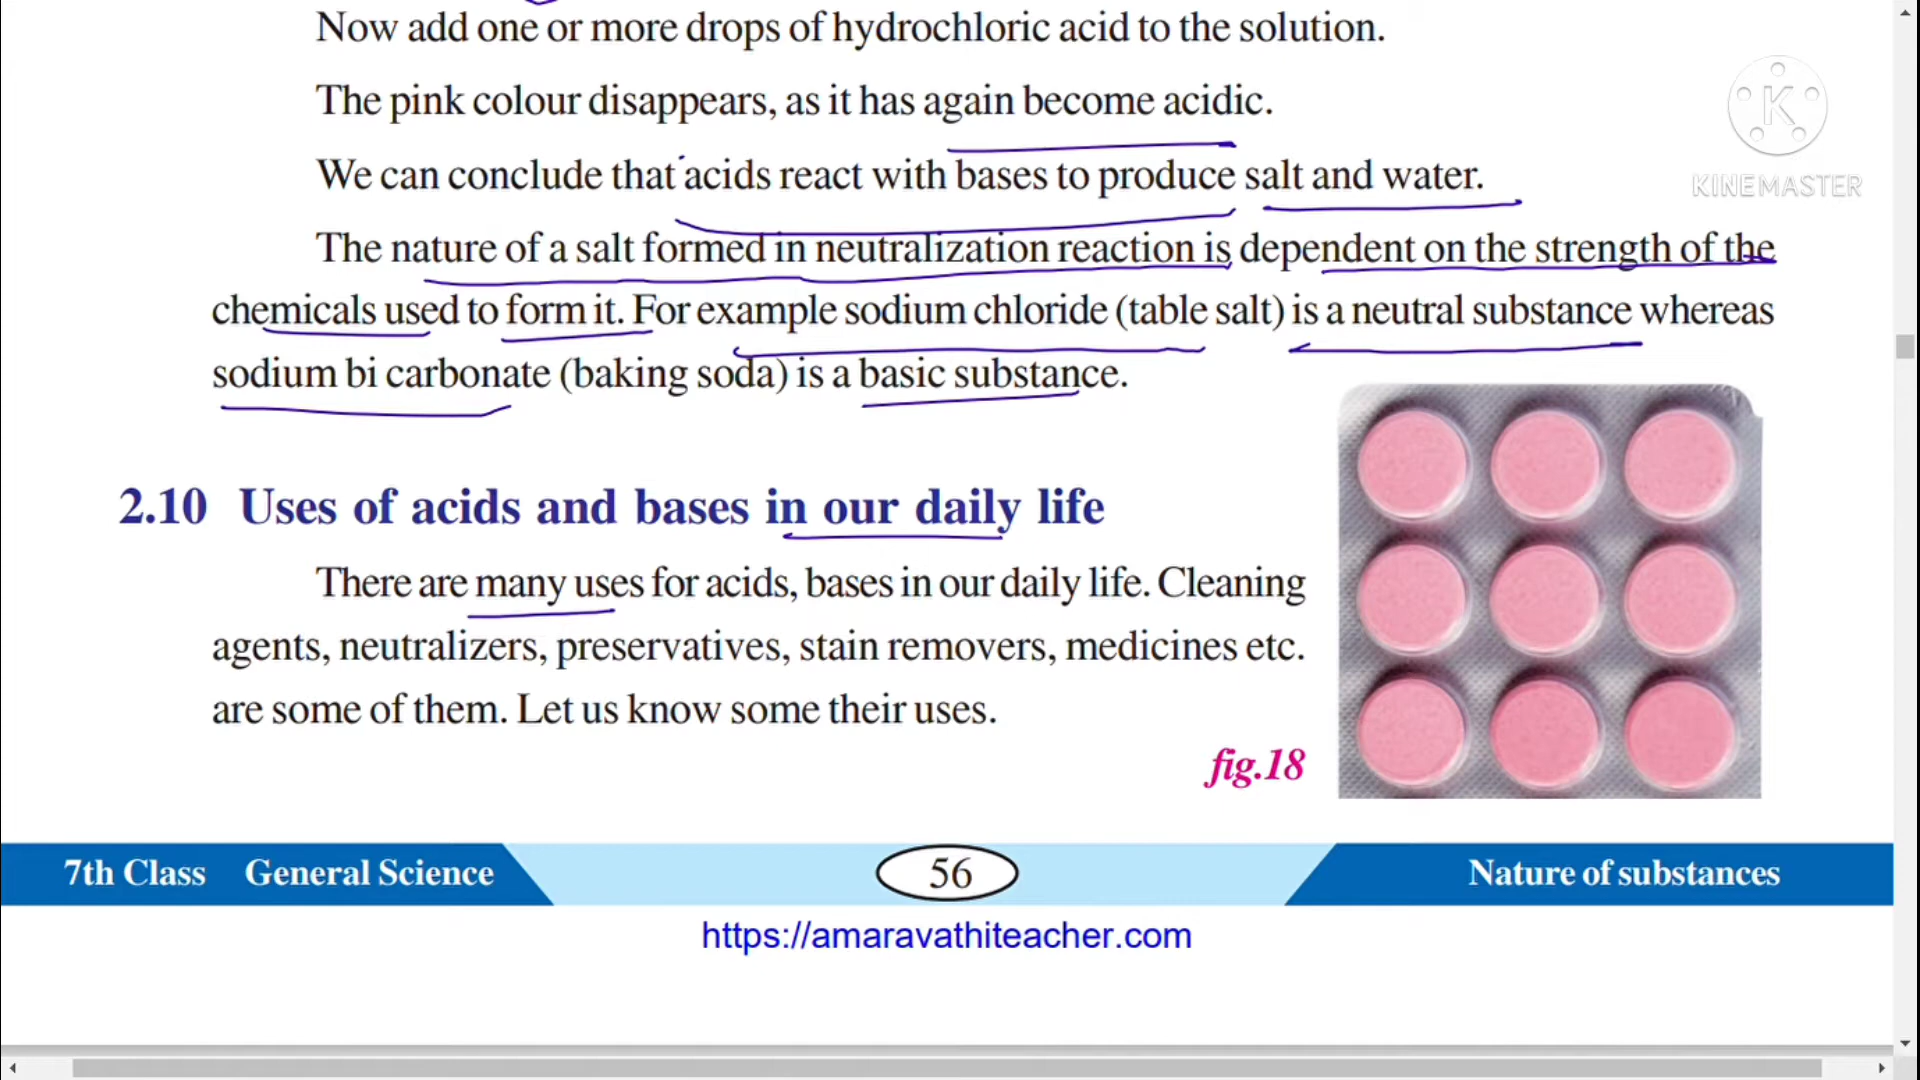 Now add one or more drops of hydrochloric acid to the solution.
The pink colour disappears, as it has again become acidic.
We can conclude that acids react with bases to produce salt and water.
The nature of a salt formed in neutralization reaction is dependent on the strength of the
chemicals used to form it. For example sodium chloride (table salt) is a neutral substance whereas
sodium bi carbonate (baking soda) is a basic substance.
2.10 Uses of acids and bases in our daily life
There are many uses for acids, bases in our daily life. Cleaning
agents, neutralizers, preservatives, stain removers, medicines etc.
are some of them. Let us know some their uses.
fig.18
7th Class General Science 56 Nature of substances
https://amaravathiteacher.com
K
KINEMASTER